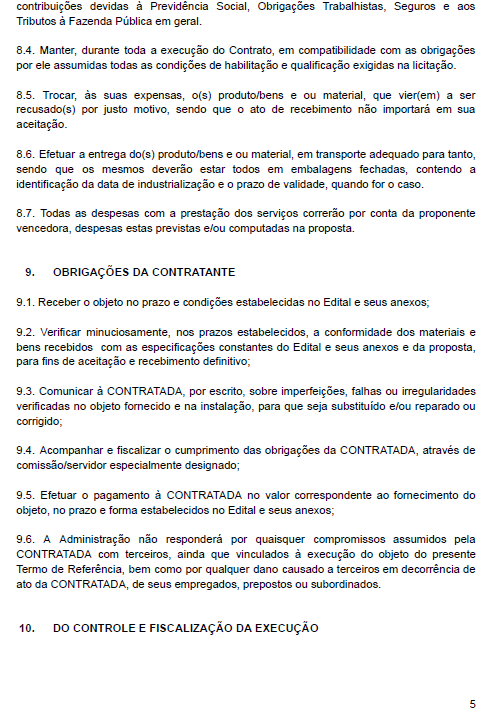 contribuições devidas à Previdência Social, Obrigações Trabalhistas, Seguros e aos
Tributos à Fazenda Pública em geral.
8.4. Manter, durante toda a execução do Contrato, em compatibilidade com as obrigações
por ele assumidas todas as condições de habilitação e qualificação exigidas na licitação.
8.5. Trocar, às suas expensas, o(s) produto/bens e ou material, que vier(em) a ser
recusado(s) por justo motivo, sendo que o ato de recebimento não importará em sua
aceitação.
8.6. Efetuar a entrega do(s) produto/bens e ou material, em transporte adequado para tanto,
sendo que os mesmos deverão estar todos em embalagens fechadas, contendo a
identificação da data de industrialização e o prazo de validade, quando for o caso.
8.7. Todas as despesas com a prestação dos serviços correrão por conta da proponente
vencedora, despesas estas previstas e/ou computadas na proposta.
9. OBRIGAÇÕES DA CONTRATANTE
9.1. Receber o objeto no prazo e condições estabelecidas no Edital e seus anexos;
9.2. Verificar minuciosamente, nos prazos estabelecidos, a conformidade dos materiais e
bens recebidos com as especificações constantes do Edital e seus anexos e da proposta,
para fins de aceitação e recebimento definitivo;
9.3. Comunicar à CONTRATADA, por escrito, sobre imperfeições, falhas ou irregularidades
verificadas no objeto fornecido e na instalação, para que seja substituído e/ou reparado ou
corrigido;
9.4. Acompanhar e fiscalizar o cumprimento das obrigações da CONTRATADA, através de
comissão/servidor especialmente designado;
9.5. Efetuar o pagamento à CONTRATADA no valor correspondente ao fornecimento do
objeto, no prazo e forma estabelecidos no Edital e seus anexos;
9.6. A Administração não responderá por quaisquer compromissos assumidos pela
CONTRATADA com terceiros, ainda que vinculados à execução do objeto do presente
Termo de Referência, bem como por qualquer dano causado a terceiros em decorrência de
ato da CONTRATADA, de seus empregados, prepostos ou subordinados.
10. DO CONTROLE E FISCALIZAÇÃO DA EXECUÇÃO
5